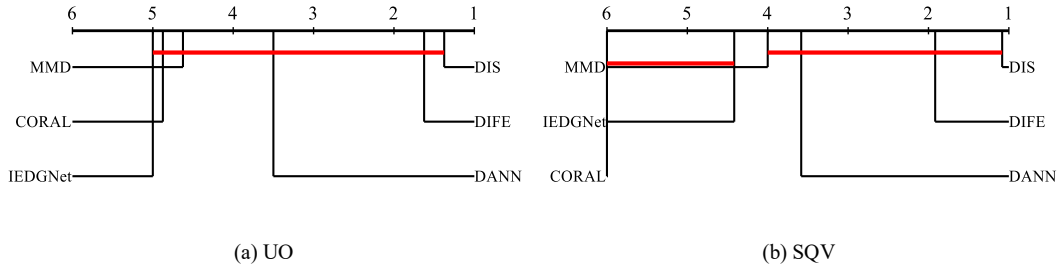 6 5 4 3 2 1
MMD DIS
CORAL DIFE
IEDGNet DANN
(a) UO
6 5 4 3 2 1
MMD DIS
IEDGNet DIFE
CORAL DANN
(b) SQV